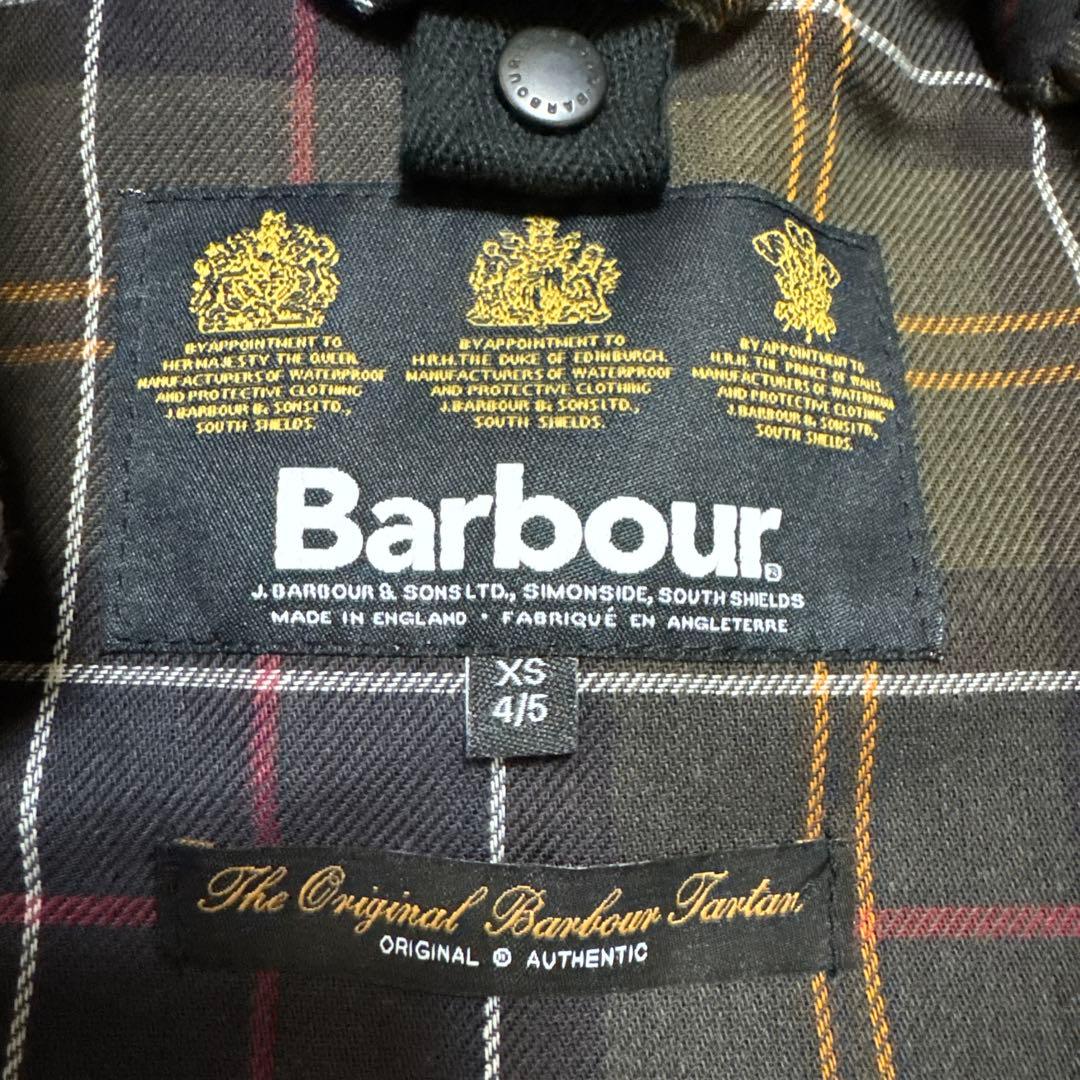 J.BARBOUR
BY APPOINTMENT TO
HER MAJESTY THE QUEEN
MANUFACTURERS OF WATERPROOF
AND PROTECTIVE CLOTHING
J.BARBOUR & SONS LTD.,
SOUTH SHIELDS.
BY APPOINTMENT TO
H.R.H. THE DUKE OF EDINBURGH.
MANUFACTURERS OF WATERPROOF
AND PROTECTIVE CLOTHING
J.BARBOUR & SONS LTD.,
SOUTH SHIELDS.
BY APPOINTMENT TO
H.R.H. THE PRINCE OF WALES
MANUFACTURERS OF WATERPROOF
AND PROTECTIVE CLOTHING
J.BARBOUR & SONS LTD,
SOUTH SHIELDS.
Barbour®
J. BARBOUR & SONS LTD., SIMONSIDE, SOUTH SHIELDS
MADE IN ENGLAND • FABRIQUÉ EN ANGLETERRE
XS
4/5
The Original Barbour Tartan
ORIGINAL ® AUTHENTIC